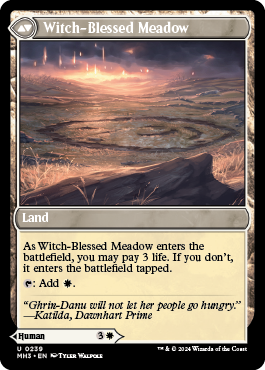 Witch-Blessed Meadow
Land
As Witch-Blessed Meadow enters the
battlefield, you may pay 3 life. If you don't,
it enters the battlefield tapped.
: Add .
"Ghrin-Danu will not let her people go hungry."
—Katilda, Dawnhart Prime
Human 3
U 0239
MH3 • EN Tyler Walpole
™ & © 2024 Wizards of the Coast